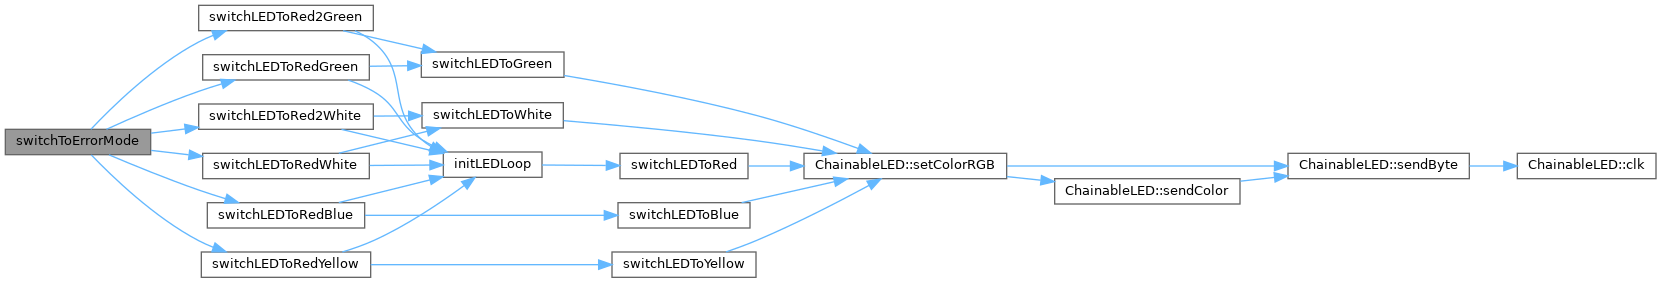 switchToErrorMode
switchLEDToRed2Green
switchLEDToRedGreen
switchLEDToRed2White
switchLEDToRedWhite
switchLEDToRedBlue
switchLEDToRedYellow
switchLEDToGreen
switchLEDToWhite
initLEDLoop
switchLEDToRed
switchLEDToBlue
switchLEDToYellow
ChainableLED::setColorRGB
ChainableLED::sendColor
ChainableLED::sendByte
ChainableLED::clk